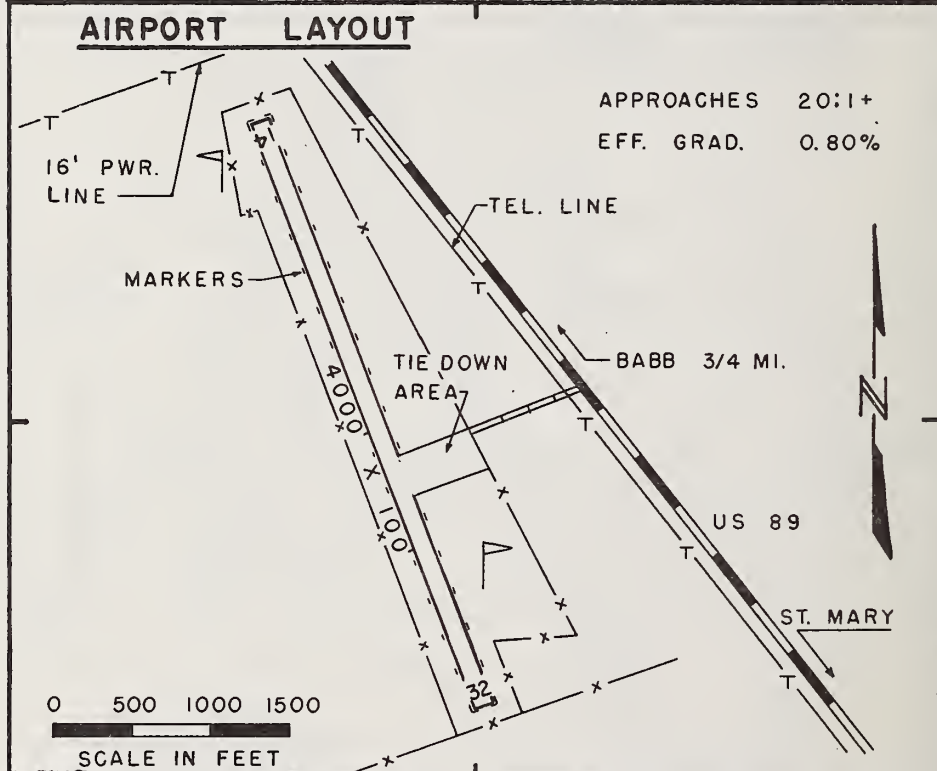 AIRPORT LAYOUT
APPROACHES 20:1+
EFF. GRAD. 0.80%
T
T
T
16' PWR.
LINE
4
TEL. LINE
T
MARKERS
BABB 3/4 MI.
TIE DOWN
AREA
N
4000' X 100'
T
US 89
T
ST. MARY
T
32
0 500 1000 1500
SCALE IN FEET